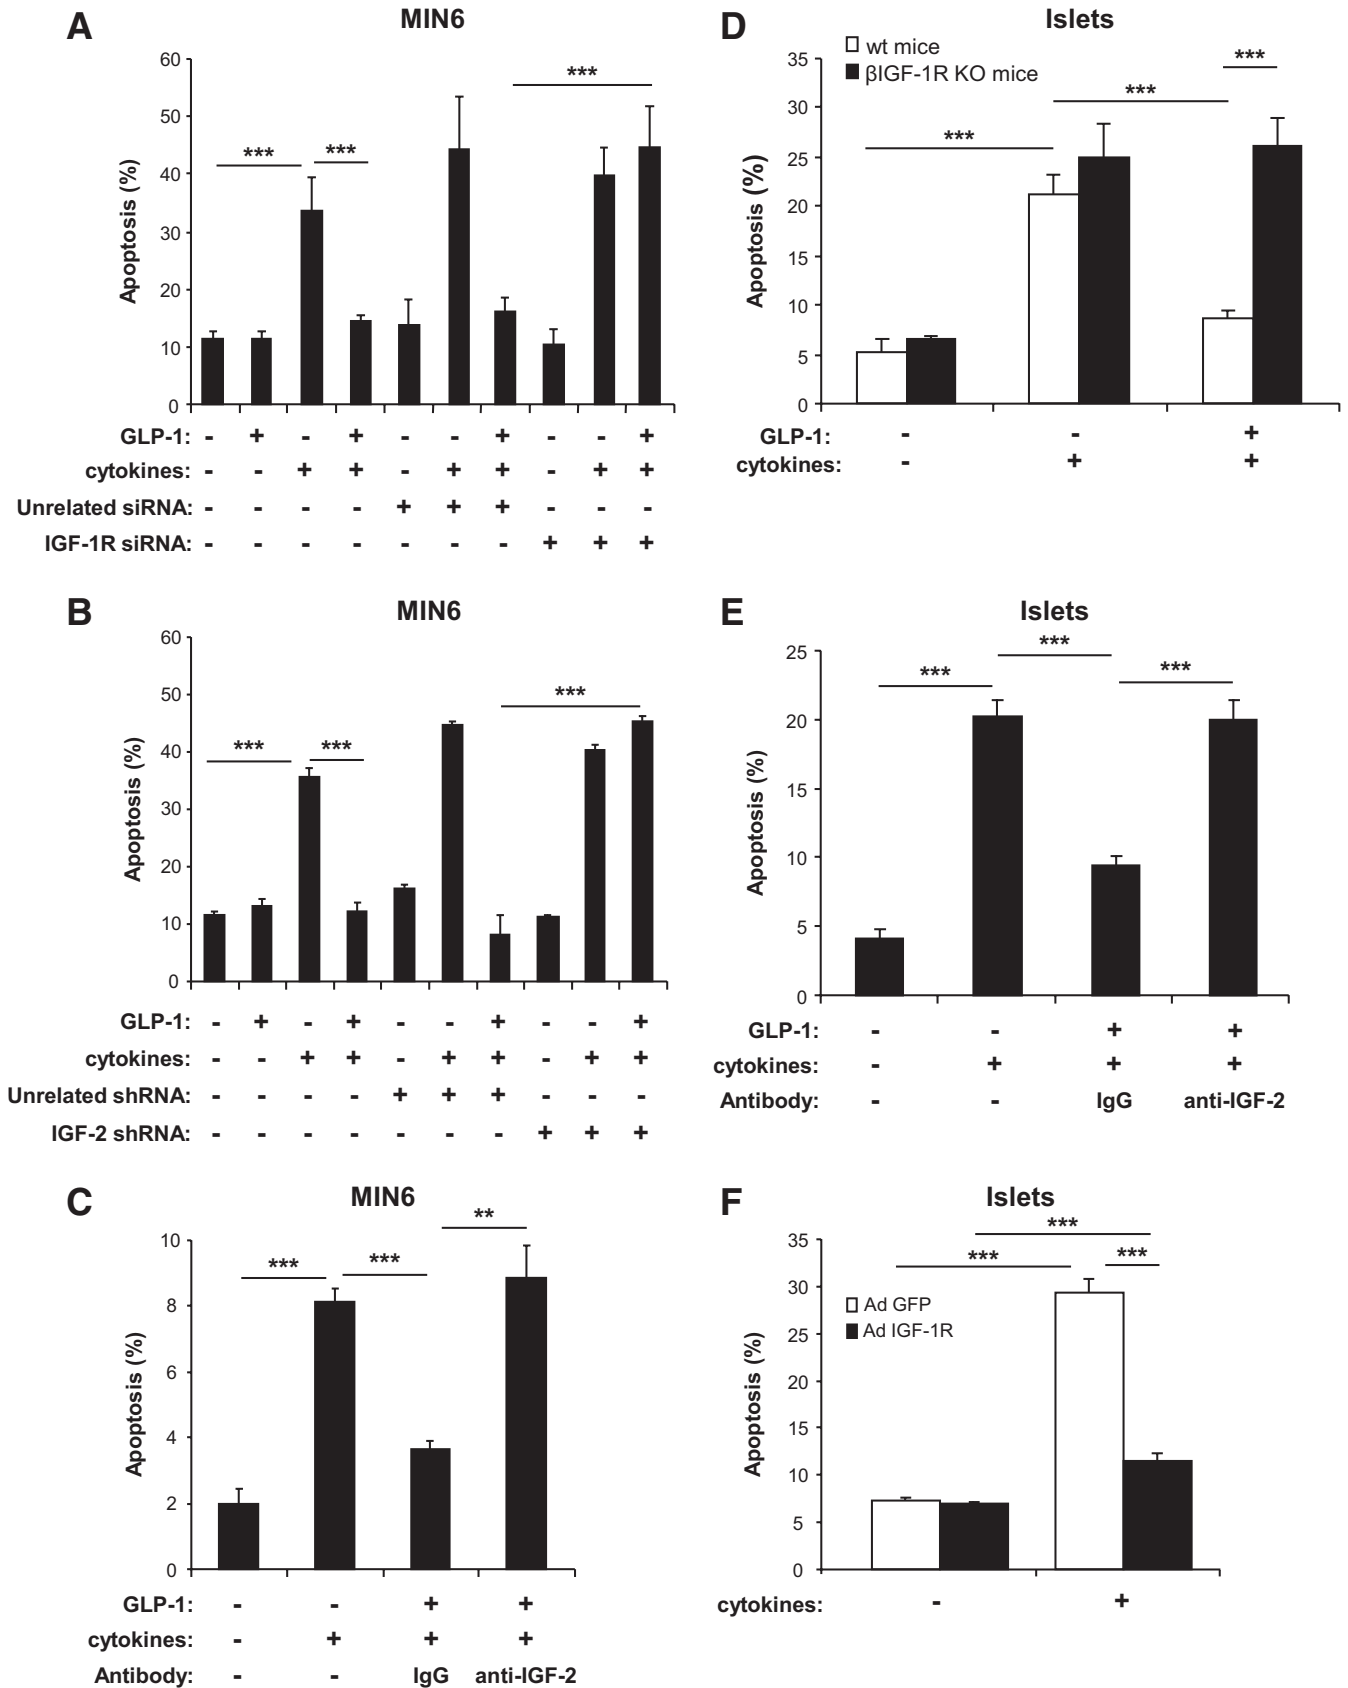 A
MIN6
Apoptosis (%)
60
50
40
30
20
10
0
***
***
***
GLP-1: - + - + - - + - - +
cytokines: - - + + - + + - + +
Unrelated siRNA: - - - - + + + - - -
IGF-1R siRNA: - - - - - - - + + +
B
MIN6
Apoptosis (%)
60
50
40
30
20
10
0
***
***
***
GLP-1: - + - + - - + - - +
cytokines: - - + + - + + - + +
Unrelated shRNA: - - - - + + + - - -
IGF-2 shRNA: - - - - - - - + + +
C
MIN6
Apoptosis (%)
10
8
6
4
2
0
***
***
**
GLP-1: - - + +
cytokines: - + + +
Antibody: - - IgG anti-IGF-2
D
Islets
wt mice
βIGF-1R KO mice
Apoptosis (%)
35
30
25
20
15
10
5
0
***
***
***
GLP-1: - - +
cytokines: - + +
E
Islets
Apoptosis (%)
25
20
15
10
5
0
***
***
***
GLP-1: - - + +
cytokines: - + + +
Antibody: - - IgG anti-IGF-2
F
Islets
Ad GFP
Ad IGF-1R
Apoptosis (%)
35
30
25
20
15
10
5
0
***
***
***
cytokines: - +